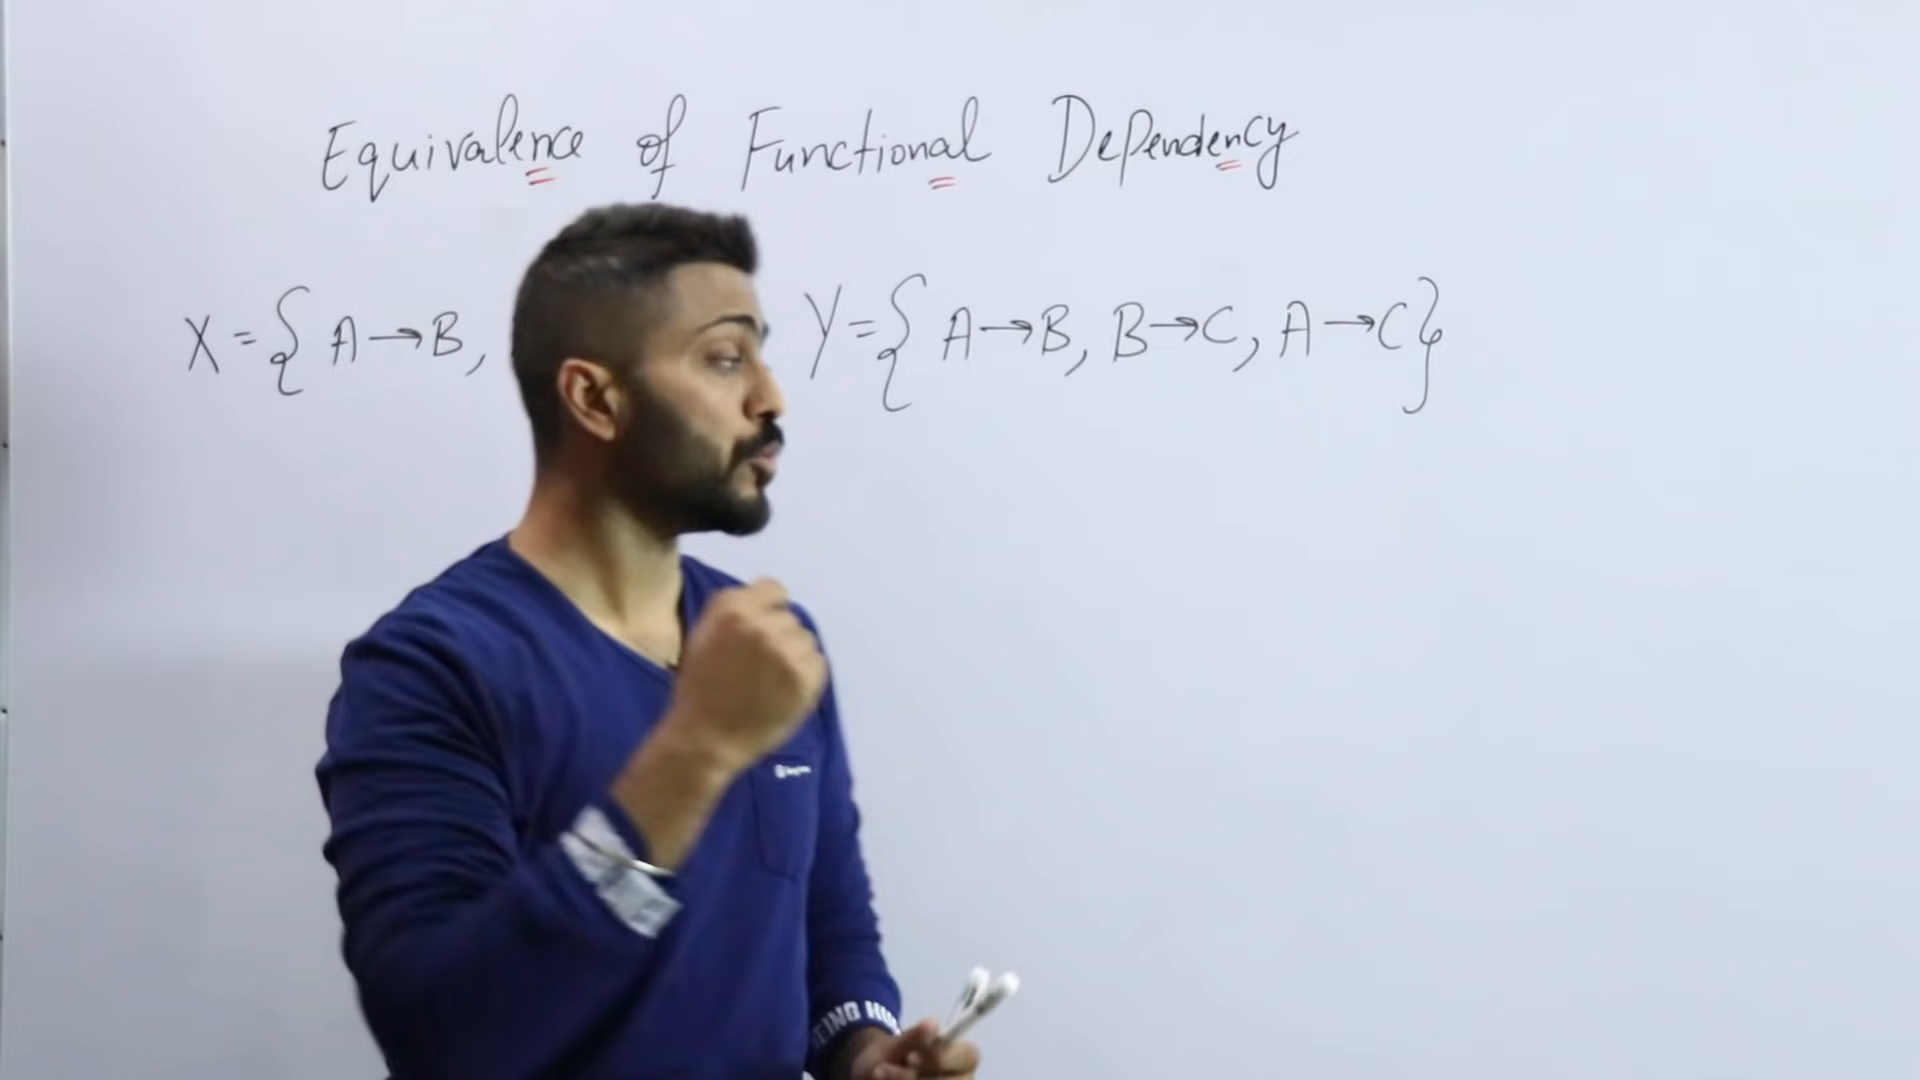 Equivalence of Functional Dependency
X = { A → B, Y = { A → B, B → C, A → C }